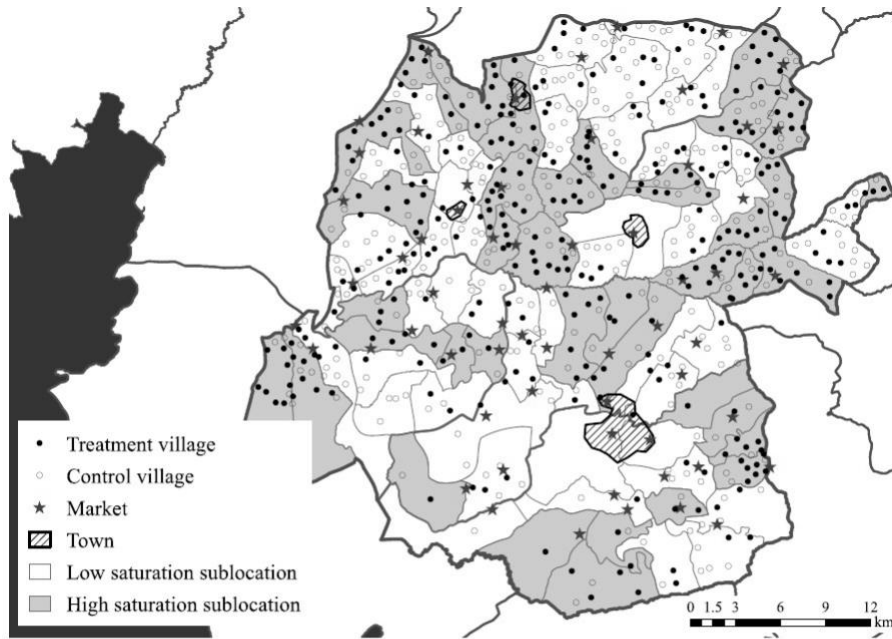 Treatment village
Control village
Market
Town
Low saturation sublocation
High saturation sublocation
0 1.5 3 6 9 12
km